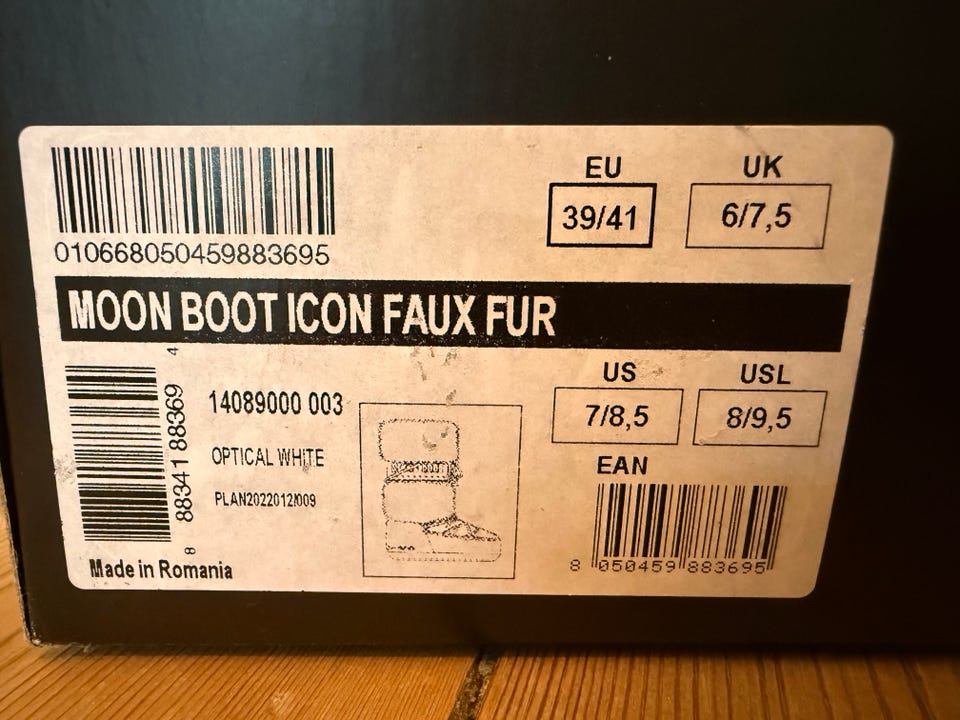 EU
UK
39/41
6/7,5
010668050459883695
MOON BOOT ICON FAUX FUR
US
USL
7/8,5
8/9,5
14089000 003
OPTICAL WHITE
PLAN2022012/009
8 88341 88369 4
EAN
8 050459 883695
Made in Romania